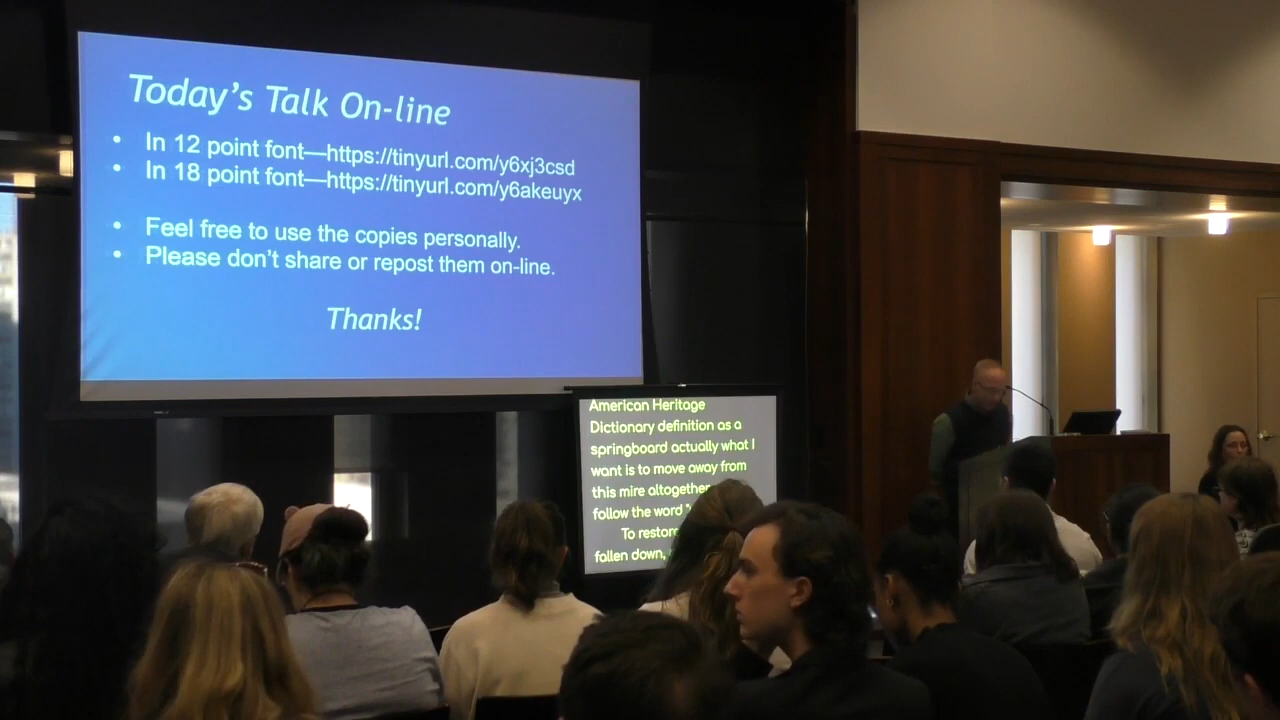 Today's Talk On-line
• In 12 point font—https://tinyurl.com/y6xj3csd
• In 18 point font—https://tinyurl.com/y6akeuyx
• Feel free to use the copies personally.
• Please don't share or repost them on-line.
Thanks!
American Heritage
Dictionary definition as a
springboard actually what I
want is to move away from
this mire altogether
follow the word
To restore
fallen down,